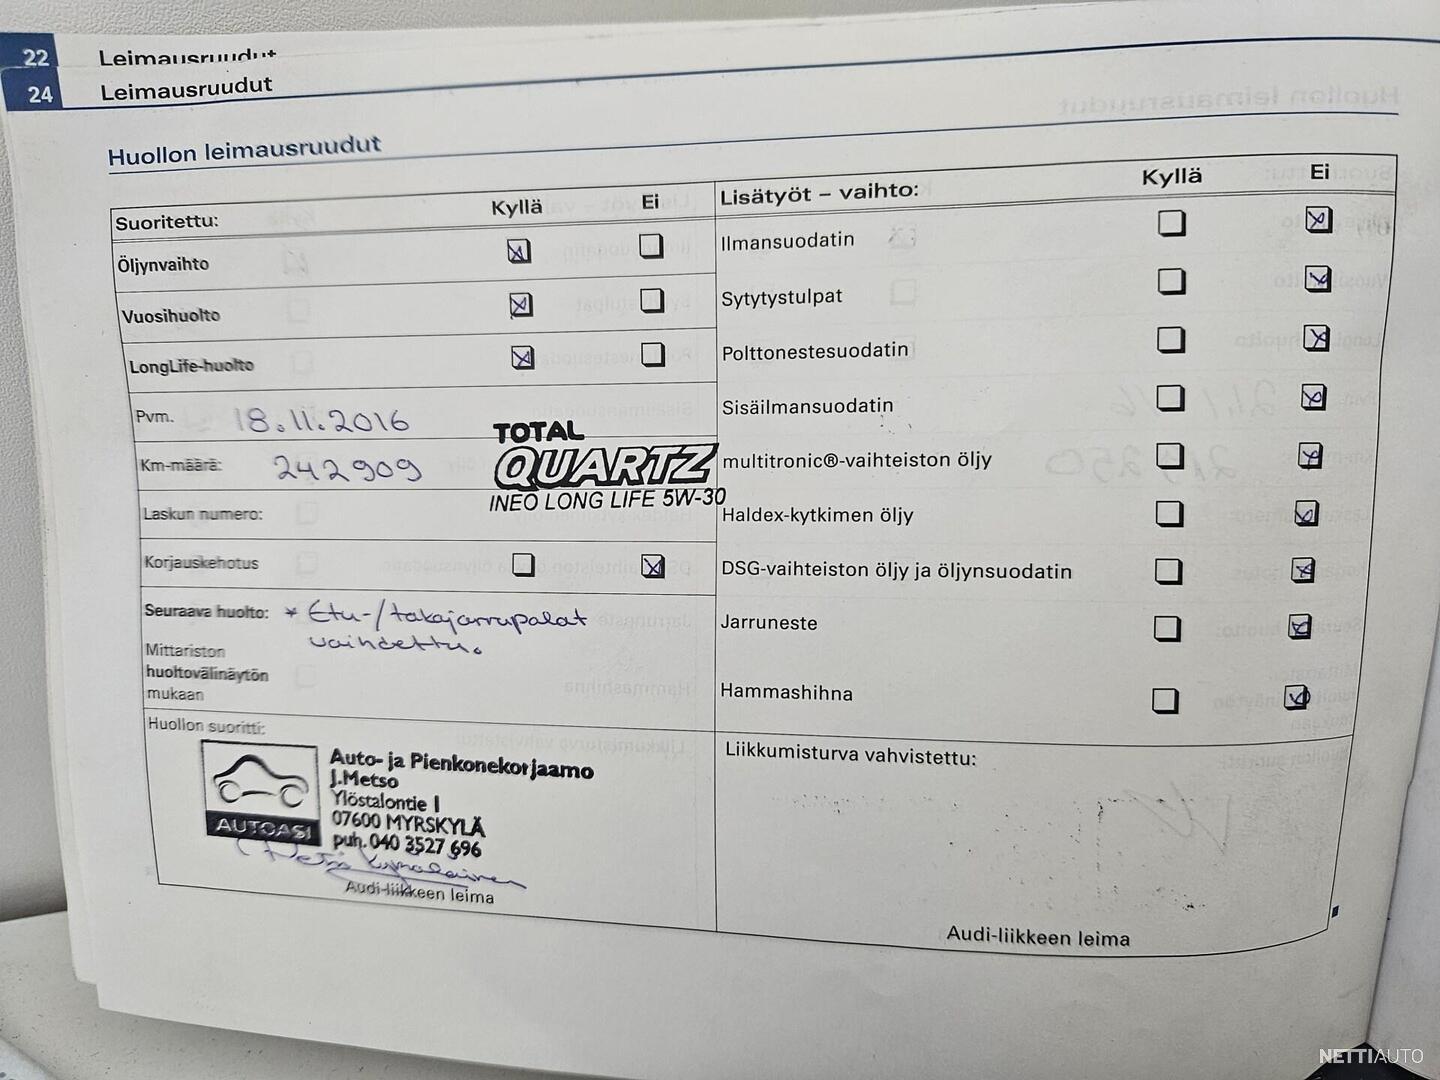 22 Leimausruudut
24 Leimausruudut
Huollon leimausruudut
Suoritettu: Kyllä Ei
Öljynvaihto
Vuosihuolto
LongLife-huolto
Pvm. 18.11.2016
Km-määrä: 242909
TOTAL
QUARTZ
INEO LONG LIFE 5W-30
Laskun numero:
Korjauskehotus
Seuraava huolto: * Etu-/takajarrupalat
vaihdettu.
Mittariston
huoltovälinäytön
mukaan
Huollon suoritti:
AUTOASI
Auto- ja Pienkonekorjaamo
J.Metso
Ylöstalontie 1
07600 MYRSKYLÄ
puh. 040 3527 696
Audi-liikkeen leima
Lisätyöt – vaihto: Kyllä Ei
Ilmansuodatin
Sytytystulpat
Polttonestesuodatin
Sisäilmansuodatin
multitronic®-vaihteiston öljy
Haldex-kytkimen öljy
DSG-vaihteiston öljy ja öljynsuodatin
Jarruneste
Hammashihna
Liikkumisturva vahvistettu:
Audi-liikkeen leima
NETTIAUTO